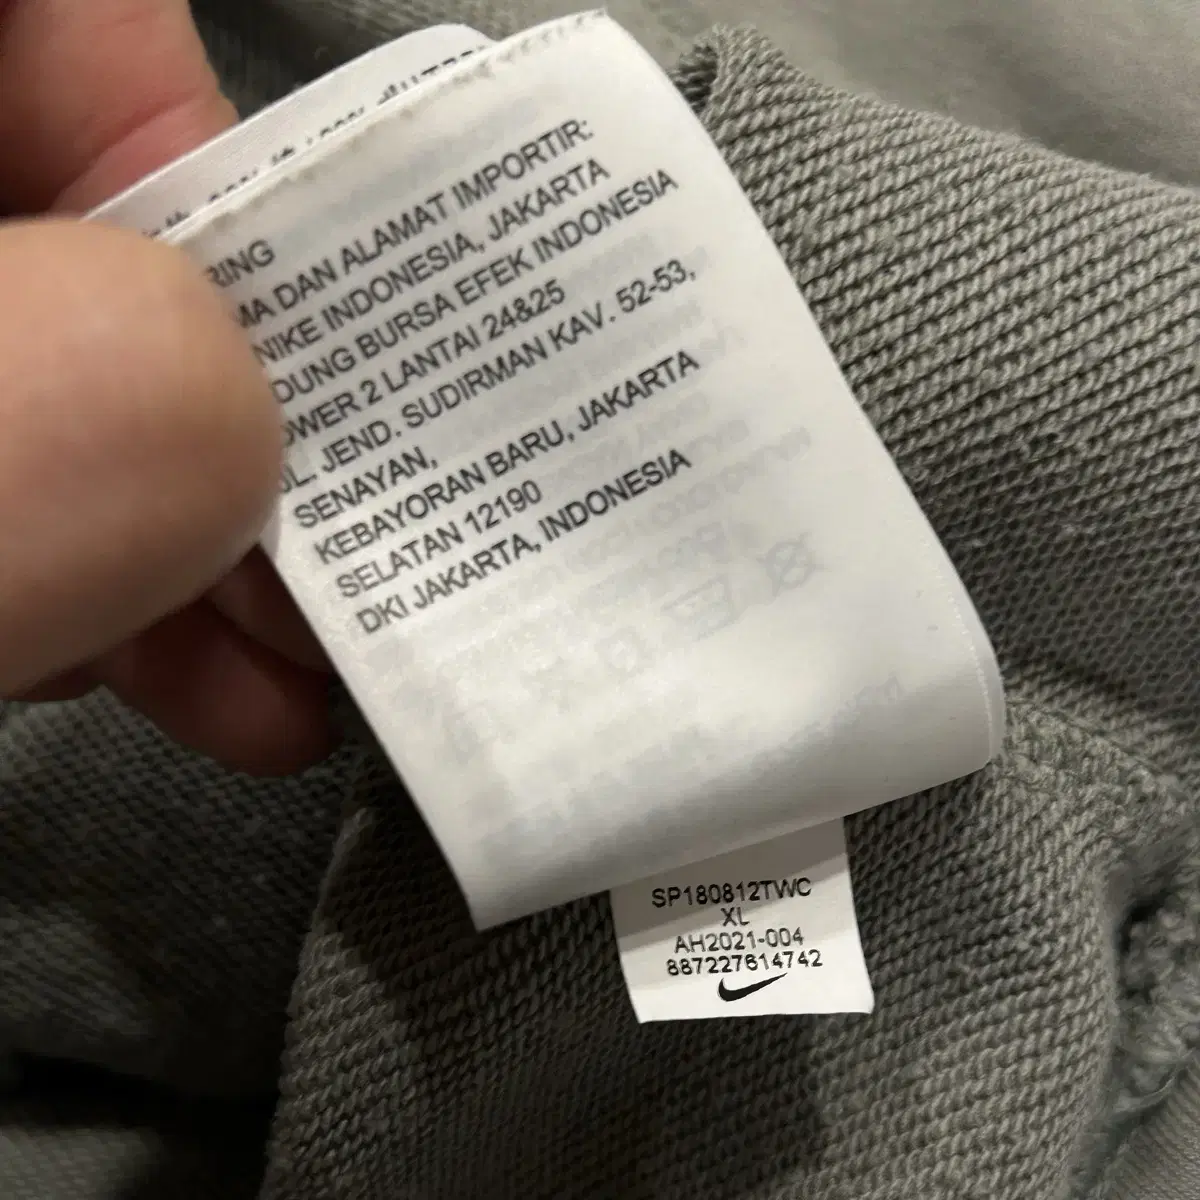 RING
MA DAN ALAMAT IMPORTIR:
NIKE INDONESIA, JAKARTA
DUNG BURSA EFEK INDONESIA
OWER 2 LANTAI 24&25
JL. JEND. SUDIRMAN KAV. 52-53,
SENAYAN,
KEBAYORAN BARU, JAKARTA
SELATAN 12190
DKI JAKARTA, INDONESIA
SP180812TWC
XL
AH2021-004
887227614742